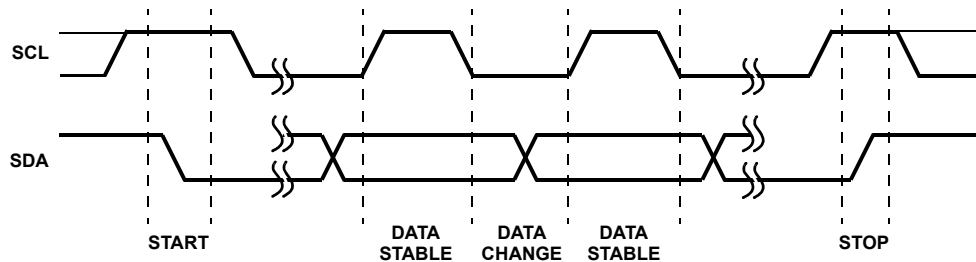 SCL
SDA
START
DATA
STABLE
DATA
CHANGE
DATA
STABLE
STOP